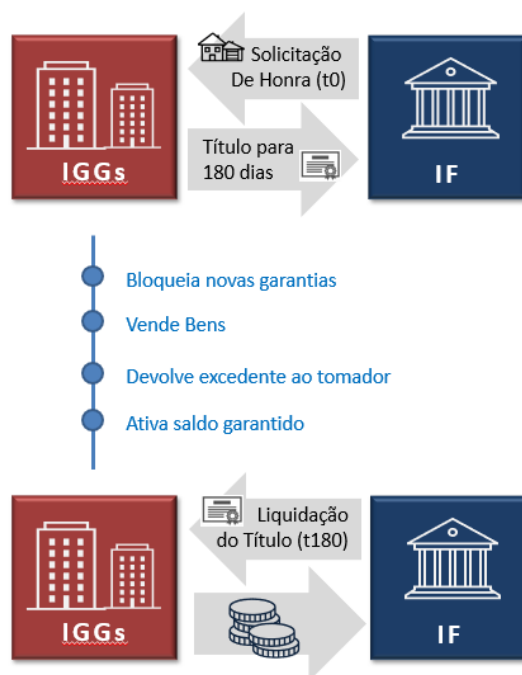 Solicitação
De Honra (t0)
Título para
180 dias
IGGs
IF
Bloqueia novas garantias
Vende Bens
Devolve excedente ao tomador
Ativa saldo garantido
Liquidação
do Título (t180)
IGGs
IF